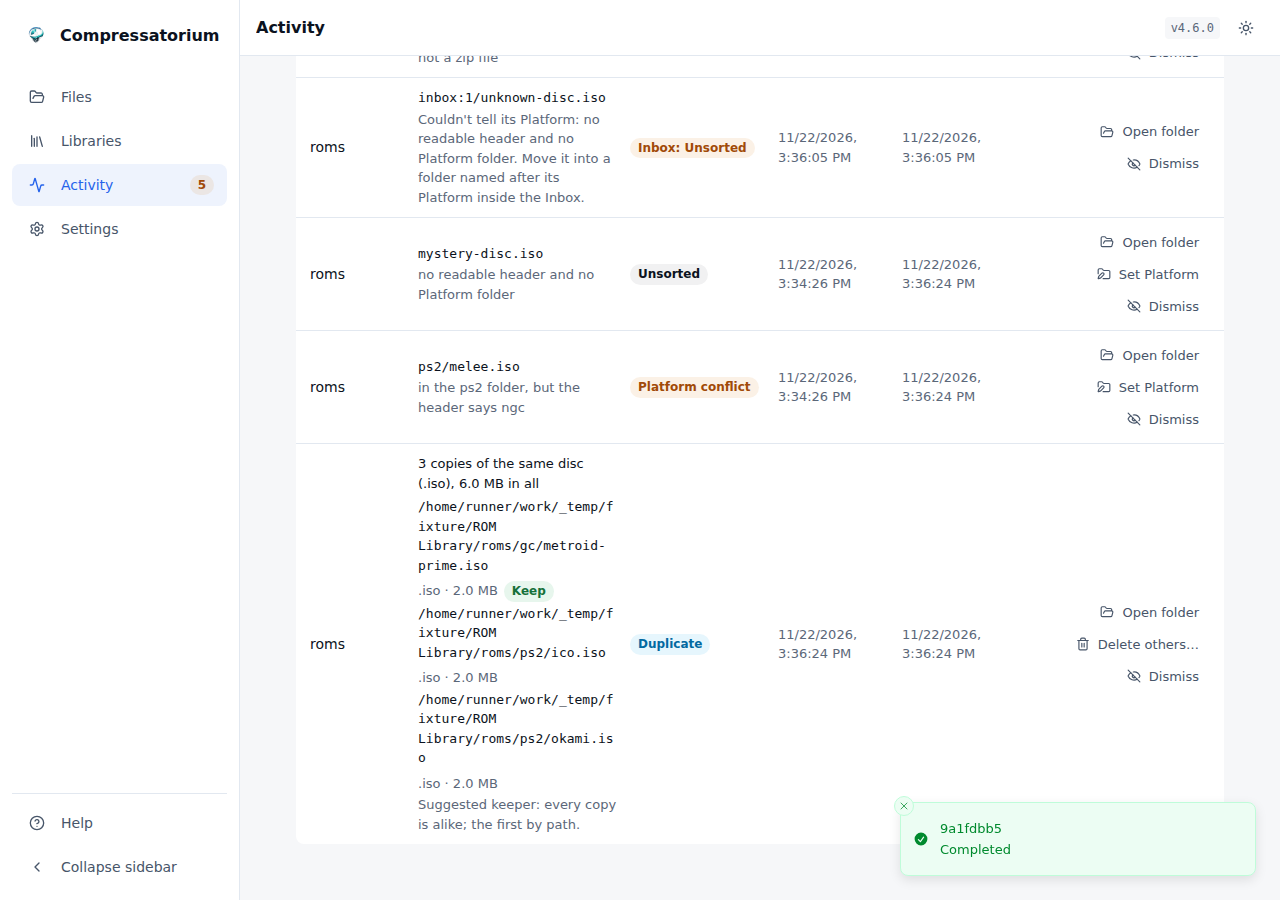 Compressatorium
Activity
v4.6.0
Files
Libraries
Activity
5
Settings
Help
Collapse sidebar
not a zip file
Dismiss
roms
inbox:1/unknown-disc.iso
Couldn't tell its Platform: no
readable header and no
Platform folder. Move it into a
folder named after its
Platform inside the Inbox.
Inbox: Unsorted
11/22/2026,
3:36:05 PM
11/22/2026,
3:36:05 PM
Open folder
Dismiss
roms
mystery-disc.iso
no readable header and no
Platform folder
Unsorted
11/22/2026,
3:34:26 PM
11/22/2026,
3:36:24 PM
Open folder
Set Platform
Dismiss
roms
ps2/melee.iso
in the ps2 folder, but the
header says ngc
Platform conflict
11/22/2026,
3:34:26 PM
11/22/2026,
3:36:24 PM
Open folder
Set Platform
Dismiss
roms
3 copies of the same disc
(.iso), 6.0 MB in all
/home/runner/work/_temp/f
ixture/ROM
Library/roms/gc/metroid-
prime.iso
.iso · 2.0 MB Keep
/home/runner/work/_temp/f
ixture/ROM
Library/roms/ps2/ico.iso
.iso · 2.0 MB
/home/runner/work/_temp/f
ixture/ROM
Library/roms/ps2/okami.is
o
.iso · 2.0 MB
Suggested keeper: every copy
is alike; the first by path.
Duplicate
11/22/2026,
3:36:24 PM
11/22/2026,
3:36:24 PM
Open folder
Delete others…
Dismiss
9a1fdbb5
Completed